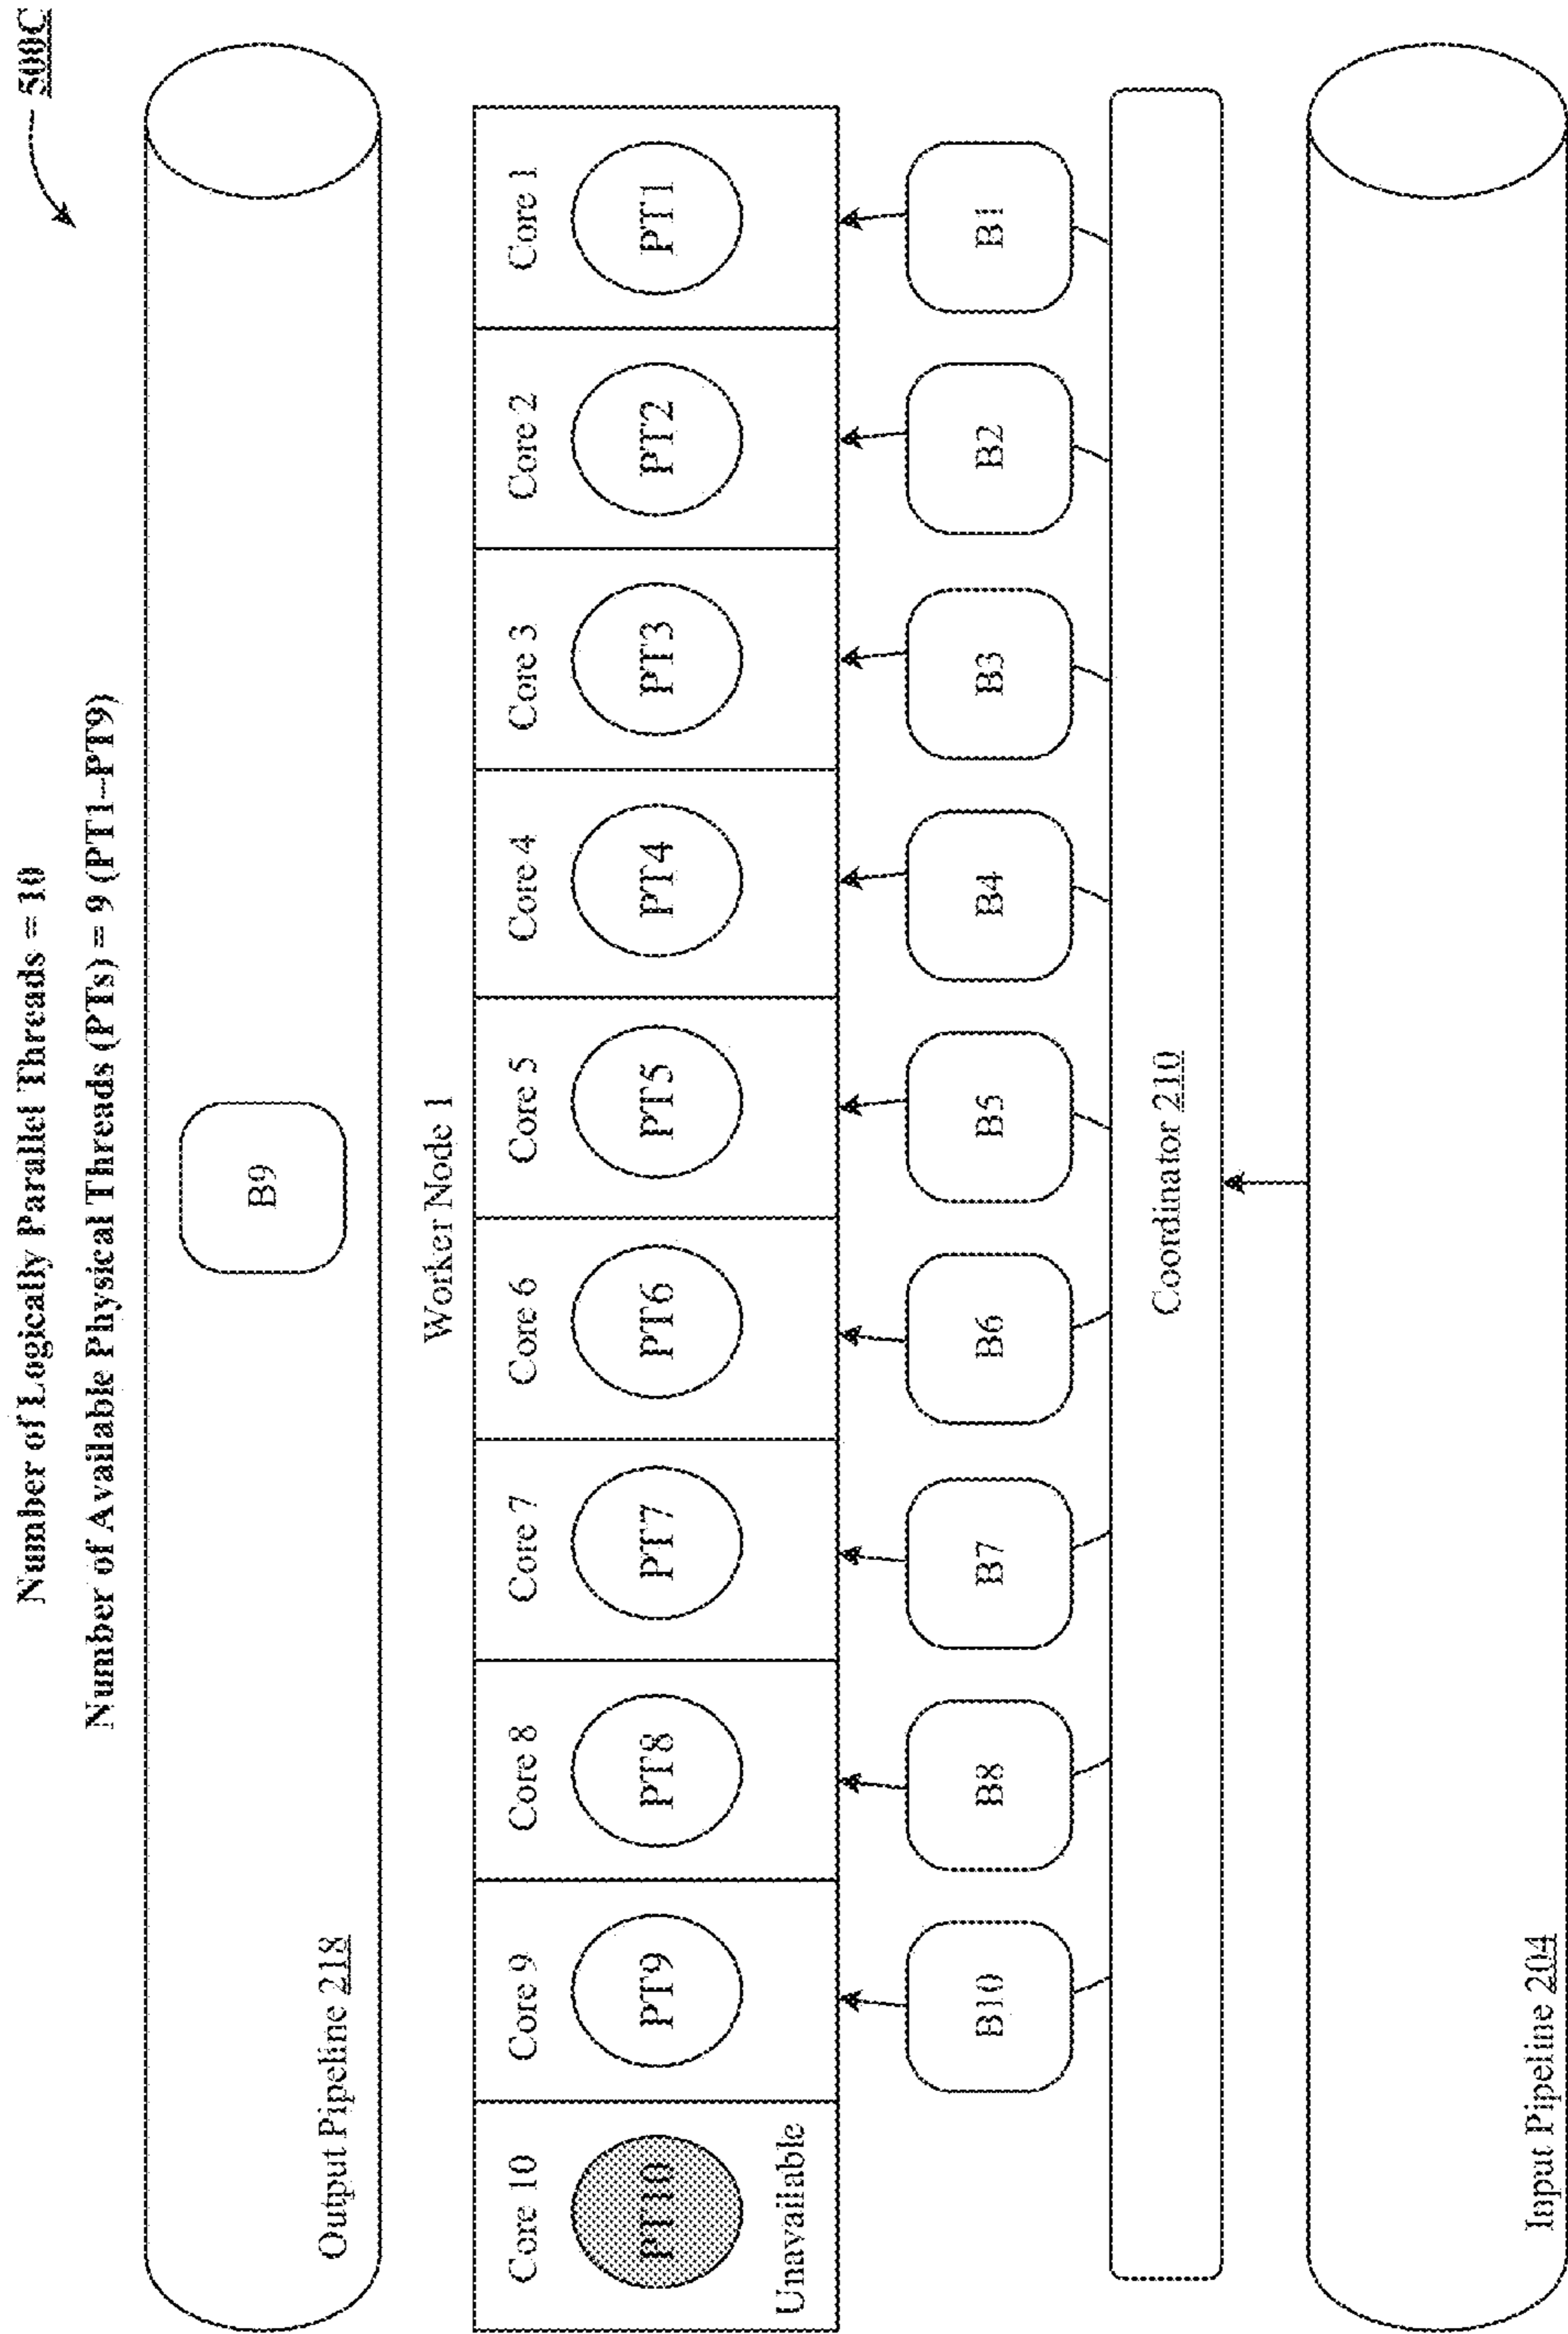 500C
Number of Logically Parallel Threads = 10
Number of Available Physical Threads (PTs) = 9 (PT1–PT9)
B9
Output Pipeline 218
Worker Node 1
Core 10 Core 9 Core 8 Core 7 Core 6 Core 5 Core 4 Core 3 Core 2 Core 1
PT10 PT9 PT8 PT7 PT6 PT5 PT4 PT3 PT2 PT1
Unavailable
B10 B8 B7 B6 B5 B4 B3 B2 B1
Coordinator 210
Input Pipeline 204